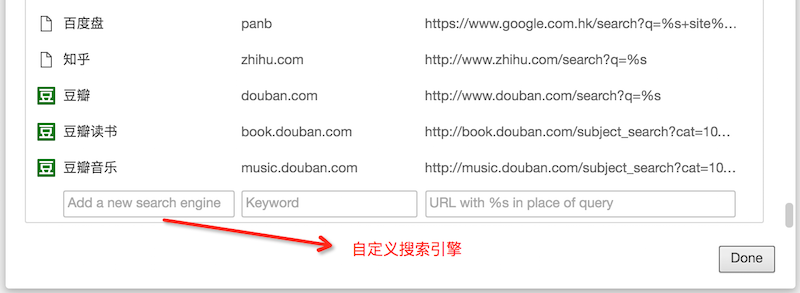 百度盘 panb https://www.google.com.hk/search?q=%s+site%…
知乎 zhihu.com http://www.zhihu.com/search?q=%s
豆 豆瓣 douban.com http://www.douban.com/search?q=%s
豆 豆瓣读书 book.douban.com http://book.douban.com/subject_search?cat=10…
豆 豆瓣音乐 music.douban.com http://music.douban.com/subject_search?cat=10…
Add a new search engine Keyword URL with %s in place of query
自定义搜索引擎
Done